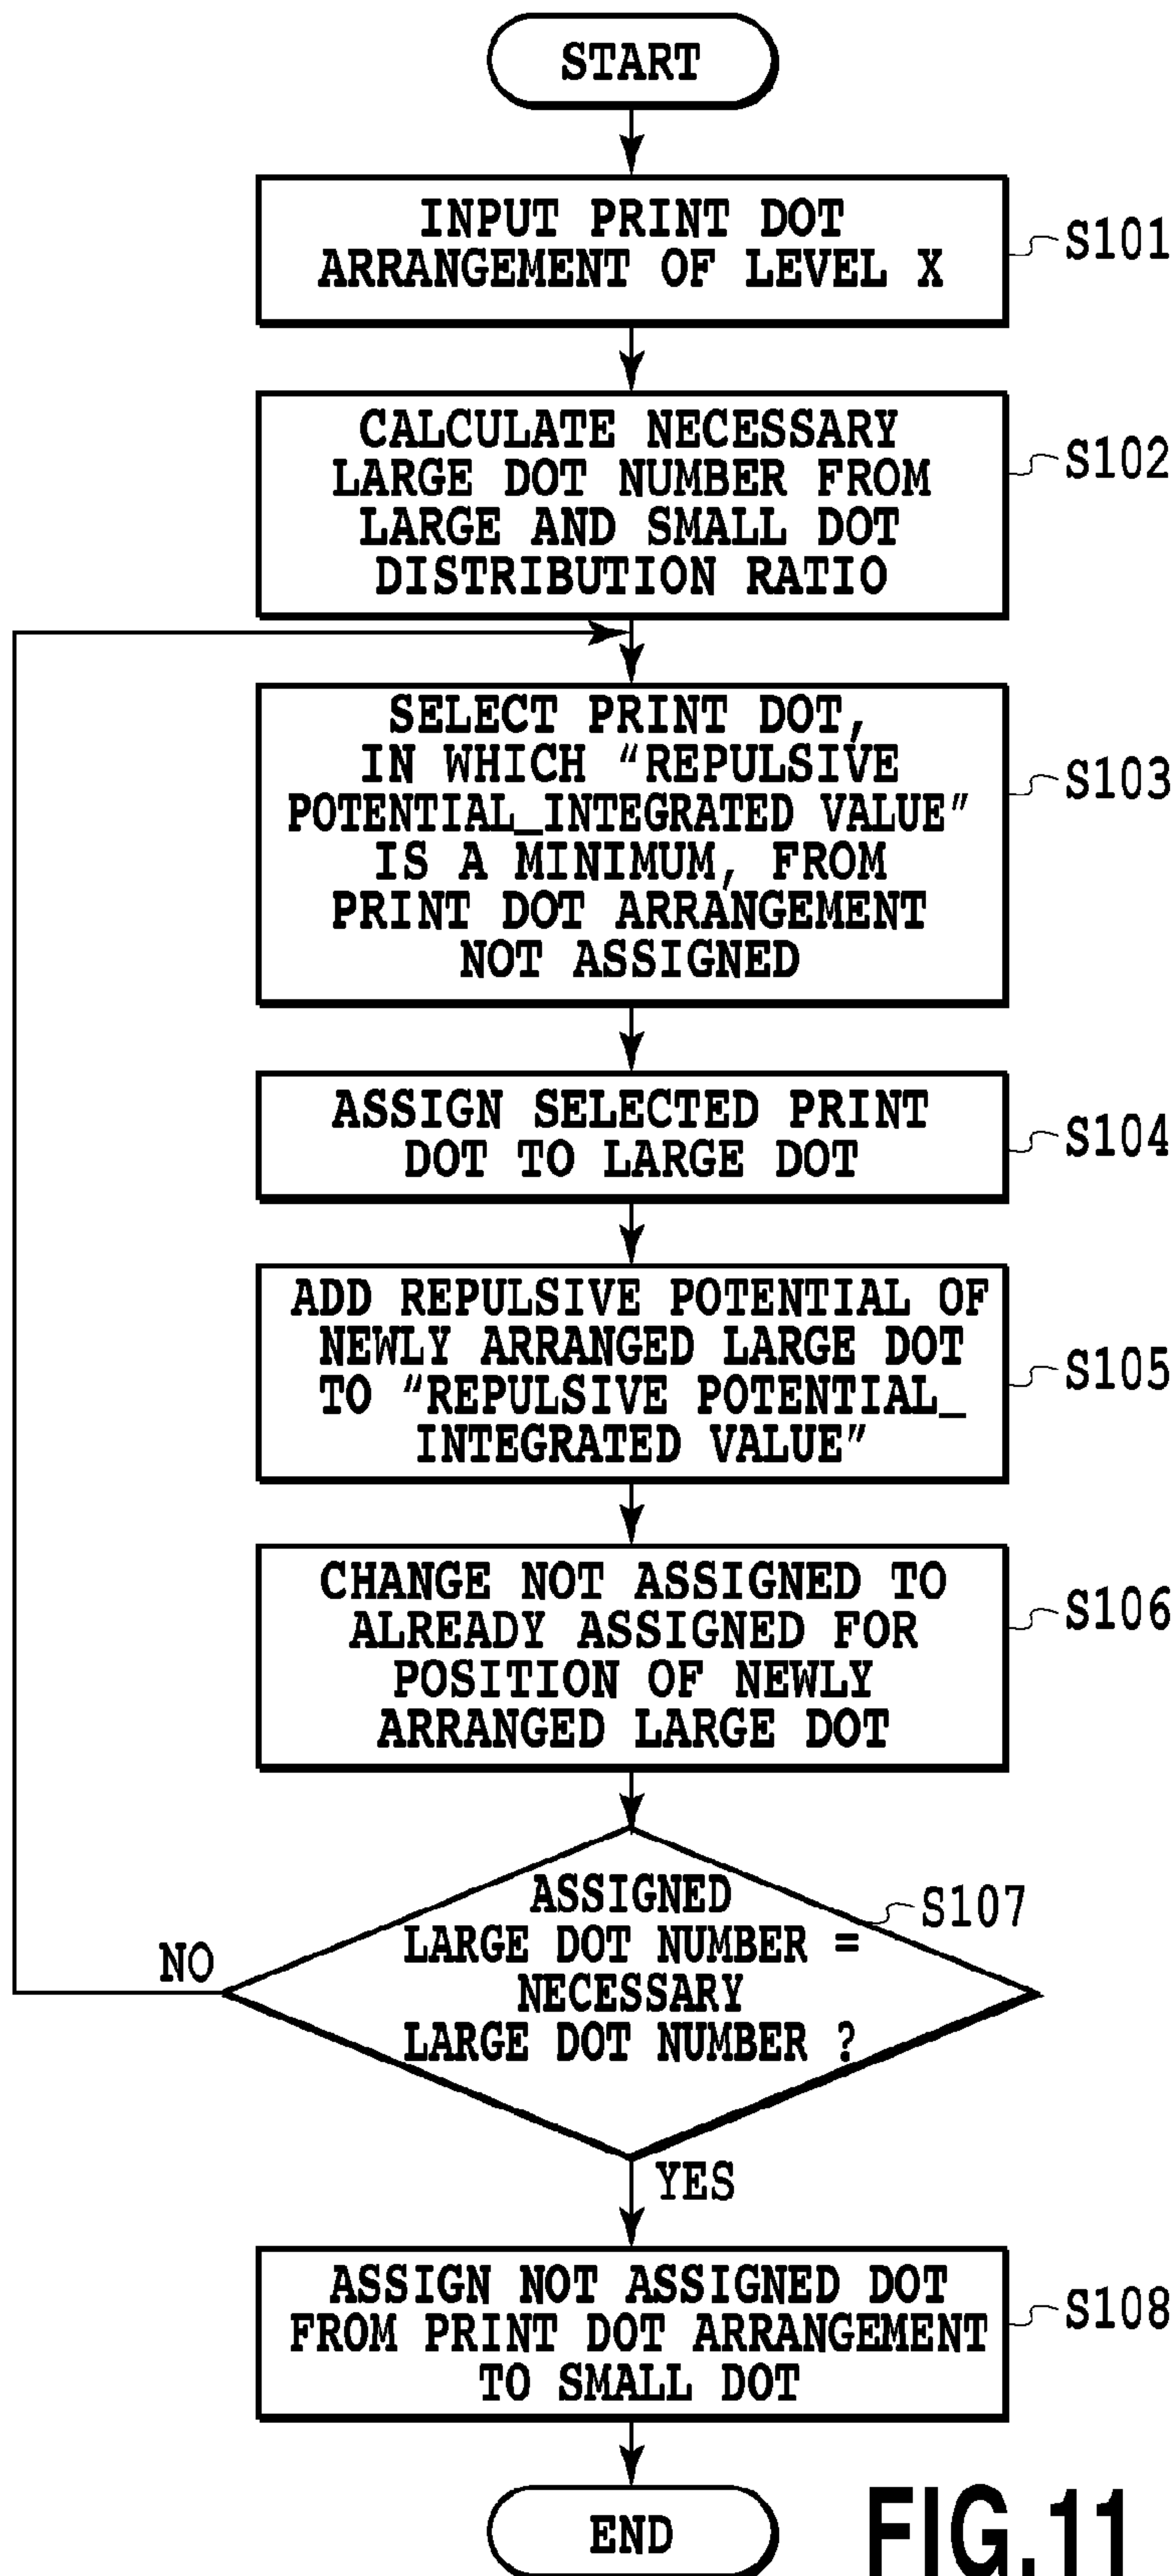 START
INPUT PRINT DOT
ARRANGEMENT OF LEVEL X
S101
CALCULATE NECESSARY
LARGE DOT NUMBER FROM
LARGE AND SMALL DOT
DISTRIBUTION RATIO
S102
SELECT PRINT DOT,
IN WHICH “REPULSIVE
POTENTIAL_INTEGRATED VALUE”
IS A MINIMUM, FROM
PRINT DOT ARRANGEMENT
NOT ASSIGNED
S103
ASSIGN SELECTED PRINT
DOT TO LARGE DOT
S104
ADD REPULSIVE POTENTIAL OF
NEWLY ARRANGED LARGE DOT
TO “REPULSIVE POTENTIAL_
INTEGRATED VALUE”
S105
CHANGE NOT ASSIGNED TO
ALREADY ASSIGNED FOR
POSITION OF NEWLY
ARRANGED LARGE DOT
S106
ASSIGNED
LARGE DOT NUMBER =
NECESSARY
LARGE DOT NUMBER ?
S107
NO
YES
ASSIGN NOT ASSIGNED DOT
FROM PRINT DOT ARRANGEMENT
TO SMALL DOT
S108
END
FIG.11